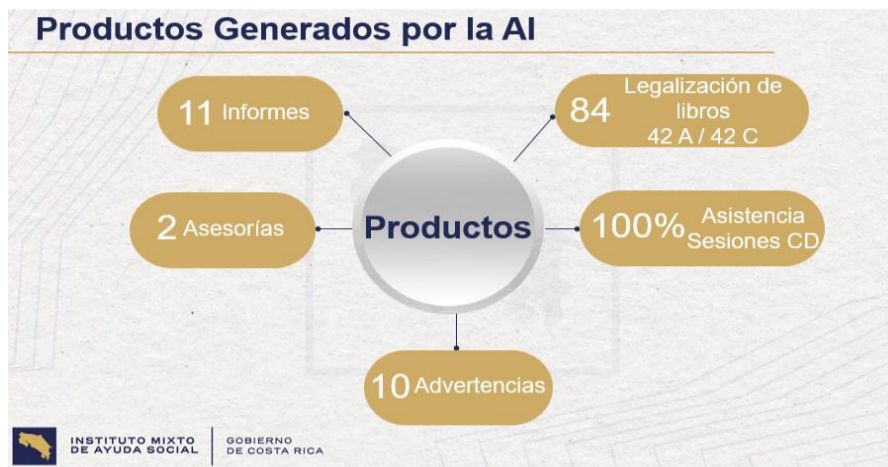 Productos Generados por la AI
11 Informes
84 Legalización de
libros
42 A / 42 C
2 Asesorías
Productos
100% Asistencia
Sesiones CD
10 Advertencias
INSTITUTO MIXTO
DE AYUDA SOCIAL
GOBIERNO
DE COSTA RICA